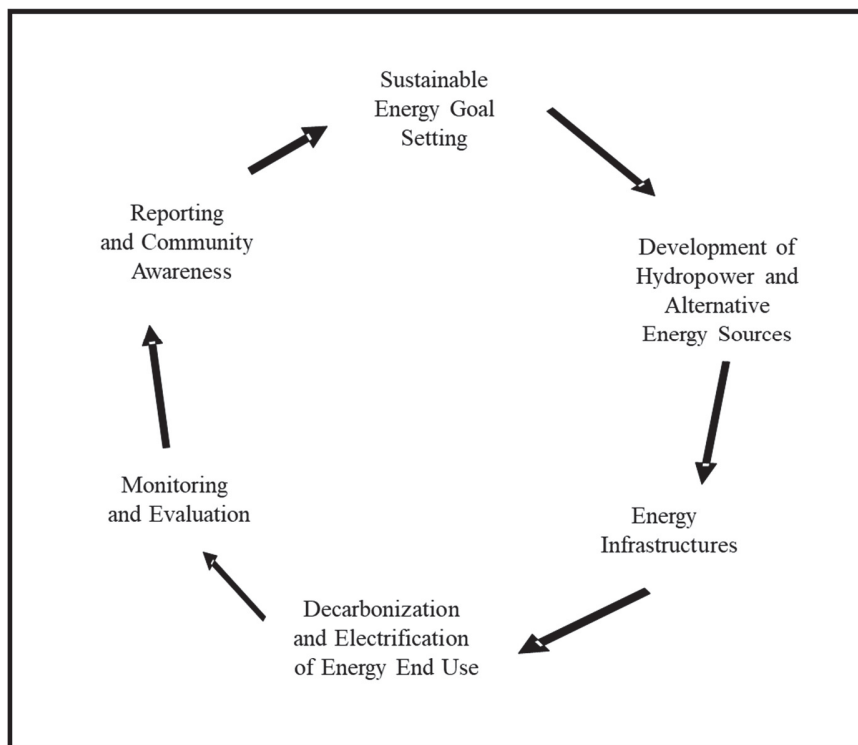 Sustainable
Energy Goal
Setting
Development of
Hydropower and
Alternative
Energy Sources
Energy
Infrastructures
Decarbonization
and Electrification
of Energy End Use
Monitoring
and Evaluation
Reporting
and Community
Awareness